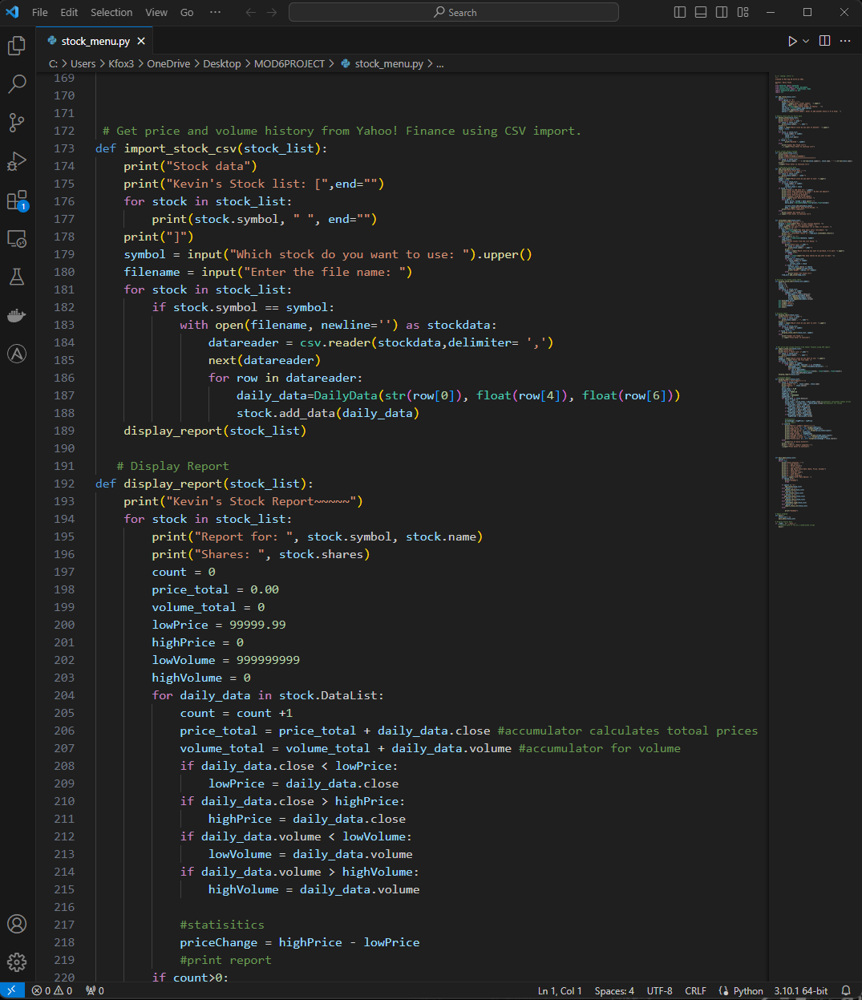 File Edit Selection View Go ··· Search
stock_menu.py
C: > Users > Kfox3 > OneDrive > Desktop > MOD6PROJECT > stock_menu.py > ...
169
170
171
172 # Get price and volume history from Yahoo! Finance using CSV import.
173 def import_stock_csv(stock_list):
174 print("Stock data")
175 print("Kevin's Stock list: [",end="")
176 for stock in stock_list:
177 print(stock.symbol, " ", end="")
178 print("]")
179 symbol = input("Which stock do you want to use: ").upper()
180 filename = input("Enter the file name: ")
181 for stock in stock_list:
182 if stock.symbol == symbol:
183 with open(filename, newline='') as stockdata:
184 datareader = csv.reader(stockdata,delimiter= ',')
185 next(datareader)
186 for row in datareader:
187 daily_data=DailyData(str(row[0]), float(row[4]), float(row[6]))
188 stock.add_data(daily_data)
189 display_report(stock_list)
190
191 # Display Report
192 def display_report(stock_list):
193 print("Kevin's Stock Report~~~~~")
194 for stock in stock_list:
195 print("Report for: ", stock.symbol, stock.name)
196 print("Shares: ", stock.shares)
197 count = 0
198 price_total = 0.00
199 volume_total = 0
200 lowPrice = 99999.99
201 highPrice = 0
202 lowVolume = 999999999
203 highVolume = 0
204 for daily_data in stock.DataList:
205 count = count +1
206 price_total = price_total + daily_data.close #accumulator calculates totoal prices
207 volume_total = volume_total + daily_data.volume #accumulator for volume
208 if daily_data.close < lowPrice:
209 lowPrice = daily_data.close
210 if daily_data.close > highPrice:
211 highPrice = daily_data.close
212 if daily_data.volume < lowVolume:
213 lowVolume = daily_data.volume
214 if daily_data.volume > highVolume:
215 highVolume = daily_data.volume
216
217 #statisitics
218 priceChange = highPrice - lowPrice
219 #print report
220 if count>0:
1
0 0 0 Ln 1, Col 1 Spaces: 4 UTF-8 CRLF Python 3.10.1 64-bit